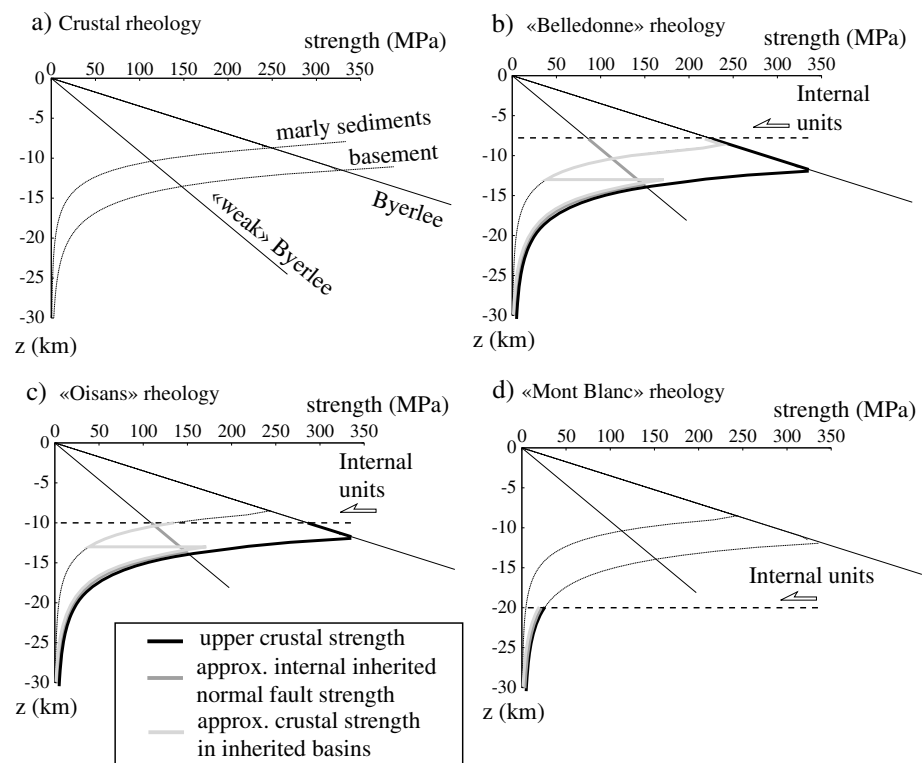 a) Crustal rheology
strength (MPa)
0 50 100 150 200 250 300 350
0
-5
-10
-15
-20
-25
-30
z (km)
marly sediments
basement
Byerlee
«weak» Byerlee
b) «Belledonne» rheology
strength (MPa)
0 50 100 150 200 250 300 350
0
-5
-10
-15
-20
-25
-30
z (km)
Internal
units
c) «Oisans» rheology
strength (MPa)
0 50 100 150 200 250 300 350
0
-5
-10
-15
-20
-25
-30
z (km)
Internal
units
d) «Mont Blanc» rheology
strength (MPa)
0 50 100 150 200 250 300 350
0
-5
-10
-15
-20
-25
-30
z (km)
Internal units
upper crustal strength
approx. internal inherited
normal fault strength
approx. crustal strength
in inherited basins